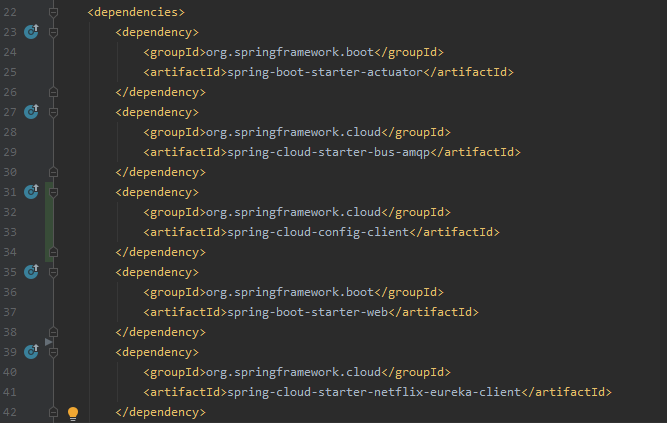 22 <dependencies>
23 <dependency>
24 <groupId>org.springframework.boot</groupId>
25 <artifactId>spring-boot-starter-actuator</artifactId>
26 </dependency>
27 <dependency>
28 <groupId>org.springframework.cloud</groupId>
29 <artifactId>spring-cloud-starter-bus-amqp</artifactId>
30 </dependency>
31 <dependency>
32 <groupId>org.springframework.cloud</groupId>
33 <artifactId>spring-cloud-config-client</artifactId>
34 </dependency>
35 <dependency>
36 <groupId>org.springframework.boot</groupId>
37 <artifactId>spring-boot-starter-web</artifactId>
38 </dependency>
39 <dependency>
40 <groupId>org.springframework.cloud</groupId>
41 <artifactId>spring-cloud-starter-netflix-eureka-client</artifactId>
42 </dependency>